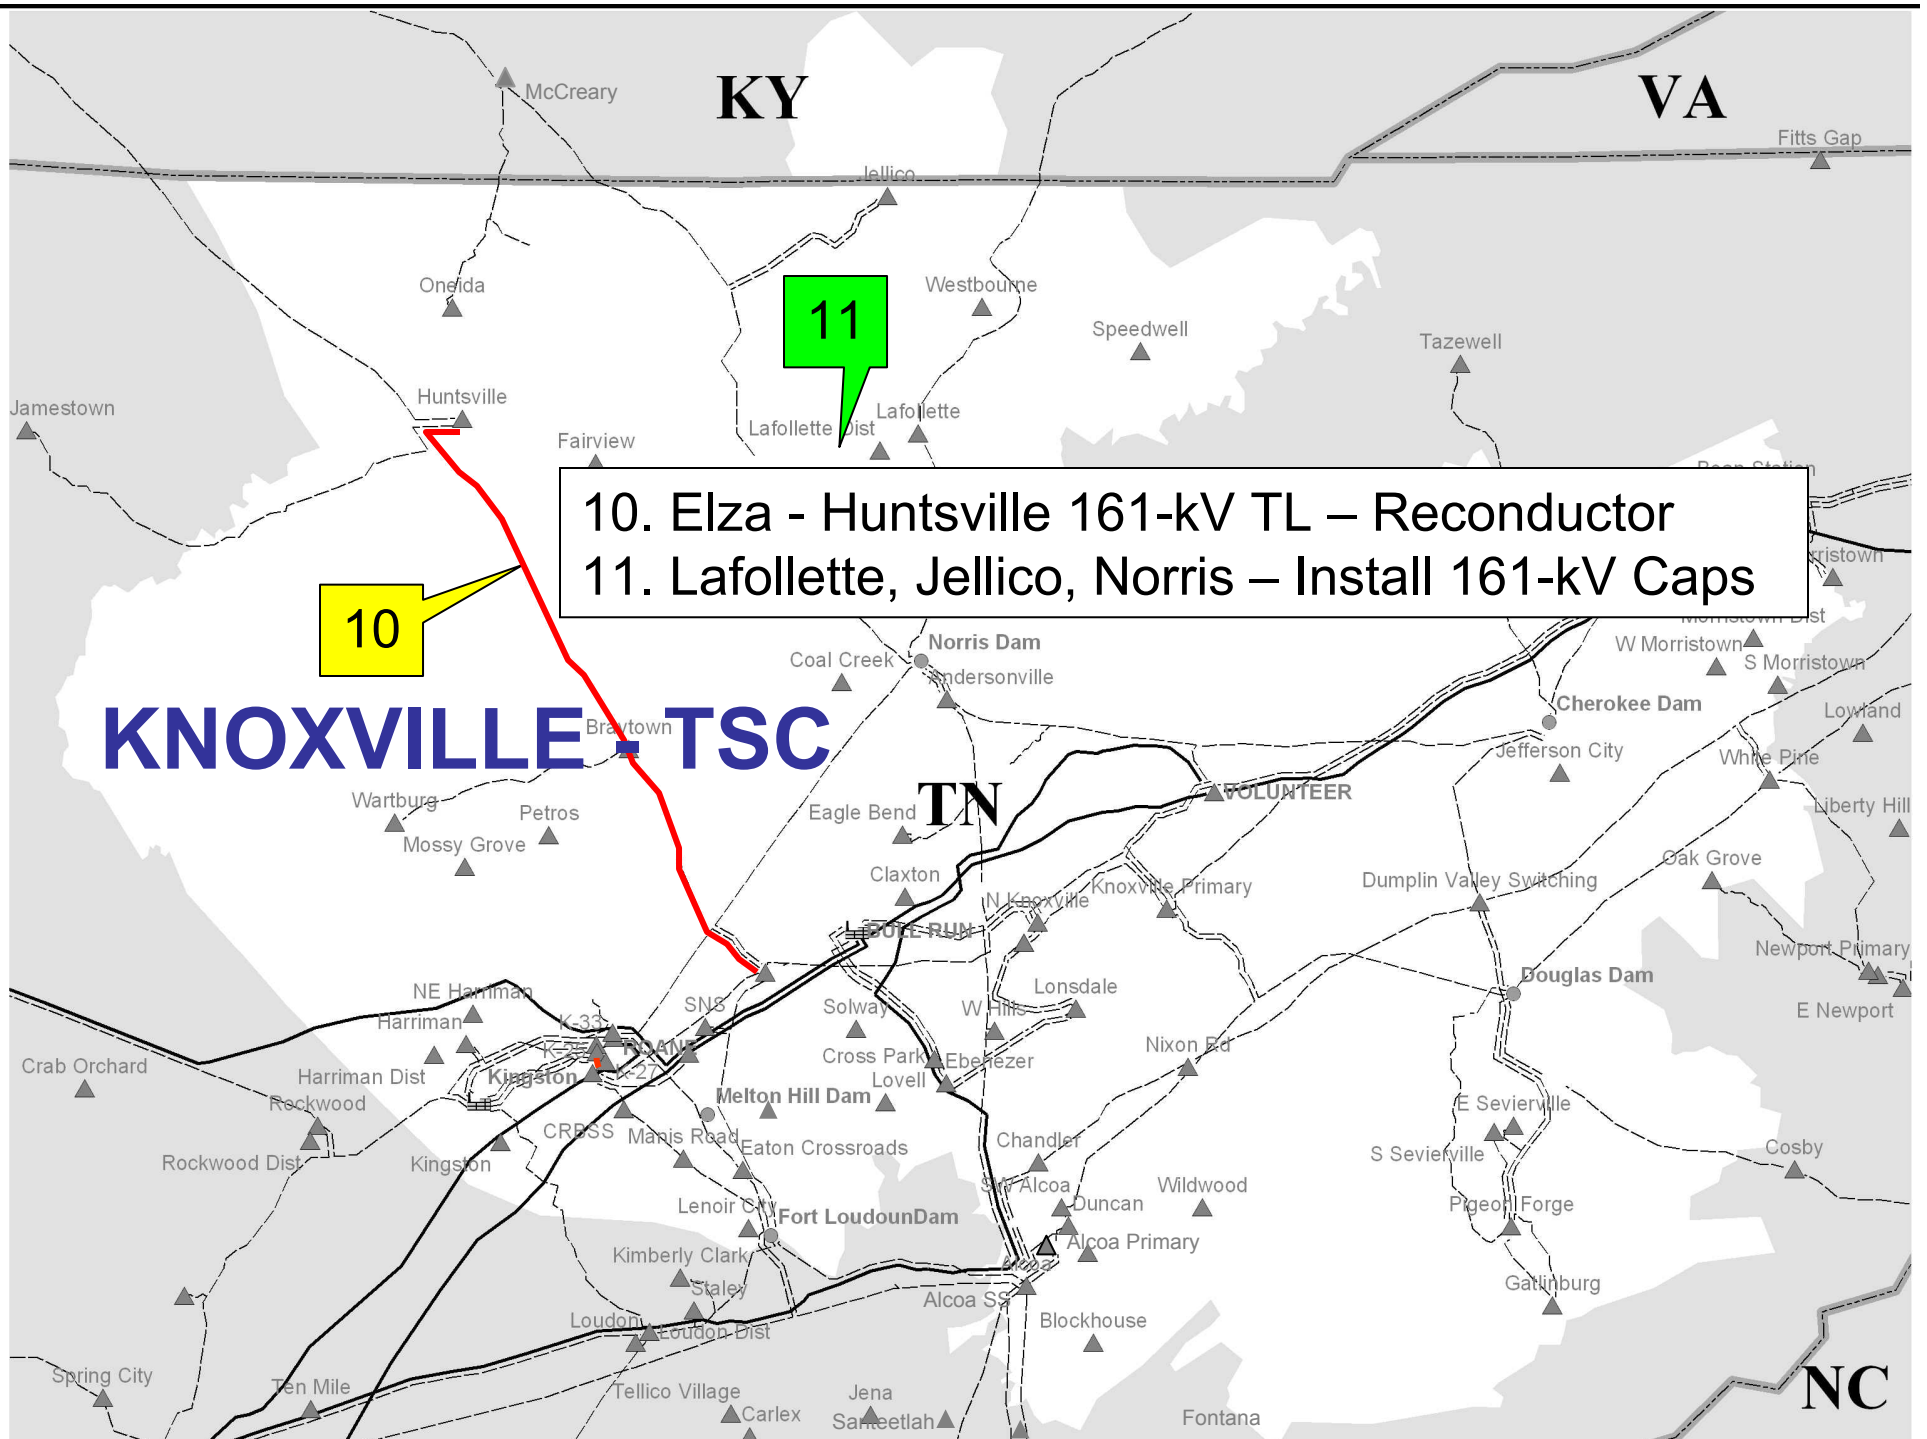 KY
VA
McCreary
Fitts Gap
Jellico
Oneida
11
Westbourne
Speedwell
Tazewell
Huntsville
Jamestown
Lafollette
Lafollette Dist
Fairview
10. Elza - Huntsville 161-kV TL – Reconductor
11. Lafollette, Jellico, Norris – Install 161-kV Caps
10
Norris Dam
Coal Creek
Andersonville
W Morristown
S Morristown
Cherokee Dam
Lowland
KNOXVILLE - TSC
Braytown
Jefferson City
White Pine
TN
VOLUNTEER
Wartburg
Petros
Eagle Bend
Liberty Hill
Mossy Grove
Claxton
Knoxville Primary
Dumplin Valley Switching
Oak Grove
N Knoxville
BULL RUN
Newport Primary
Douglas Dam
NE Harriman
SNS
Solway
Lonsdale
W Hills
E Newport
Harriman
K-33
K-25
ROANE
Cross Park
Ebenezer
Nixon Rd
Crab Orchard
Harriman Dist
Kingston
K-27
Lovell
Melton Hill Dam
Rockwood
E Sevierville
CRBSS
Manis Road
Eaton Crossroads
Chandler
Cosby
Rockwood Dist
Kingston
S Sevierville
SW Alcoa
Wildwood
Duncan
Pigeon Forge
Lenoir City
Fort LoudounDam
Alcoa Primary
Kimberly Clark
Alcoa
Staley
Gatlinburg
Alcoa SS
Loudon
Loudon Dist
Blockhouse
Spring City
Ten Mile
Tellico Village
Jena
NC
Carlex
Santeetlah
Fontana